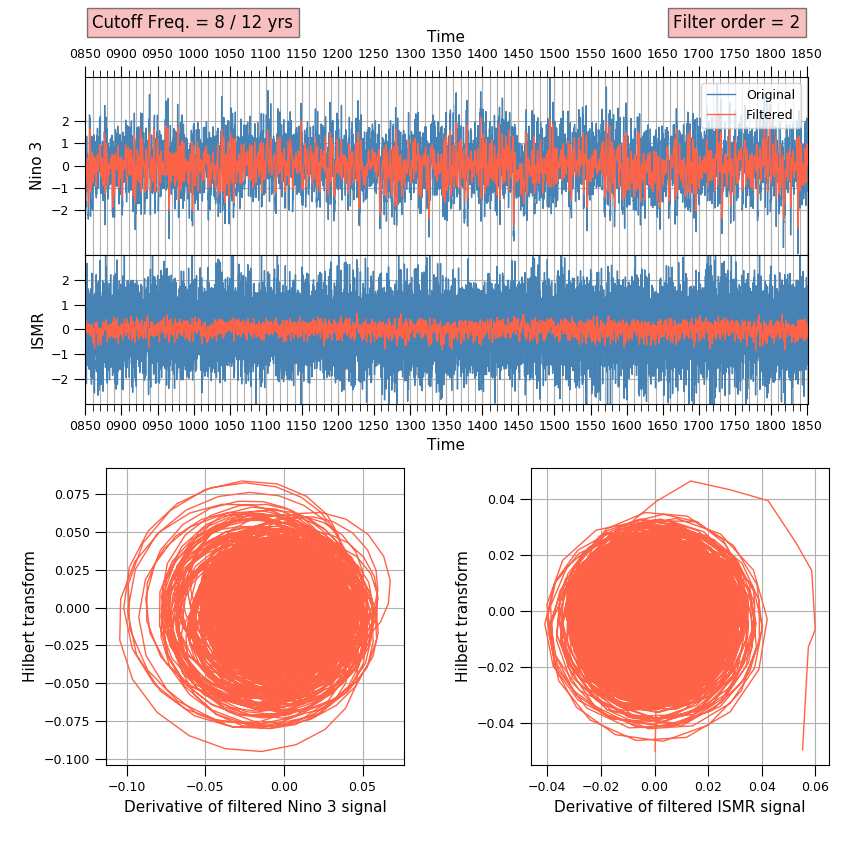 Cutoff Freq. = 8 / 12 yrs
Filter order = 2
Time
0850 0900 0950 1000 1050 1100 1150 1200 1250 1300 1350 1400 1450 1500 1550 1600 1650 1700 1750 1800 1850
Original
Filtered
Nino 3
2
1
0
−1
−2
ISMR
2
1
0
−1
−2
0850 0900 0950 1000 1050 1100 1150 1200 1250 1300 1350 1400 1450 1500 1550 1600 1650 1700 1750 1800 1850
Time
Hilbert transform
0.075
0.050
0.025
0.000
−0.025
−0.050
−0.075
−0.100
−0.10 −0.05 0.00 0.05
Derivative of filtered Nino 3 signal
Hilbert transform
0.04
0.02
0.00
−0.02
−0.04
−0.04 −0.02 0.00 0.02 0.04 0.06
Derivative of filtered ISMR signal